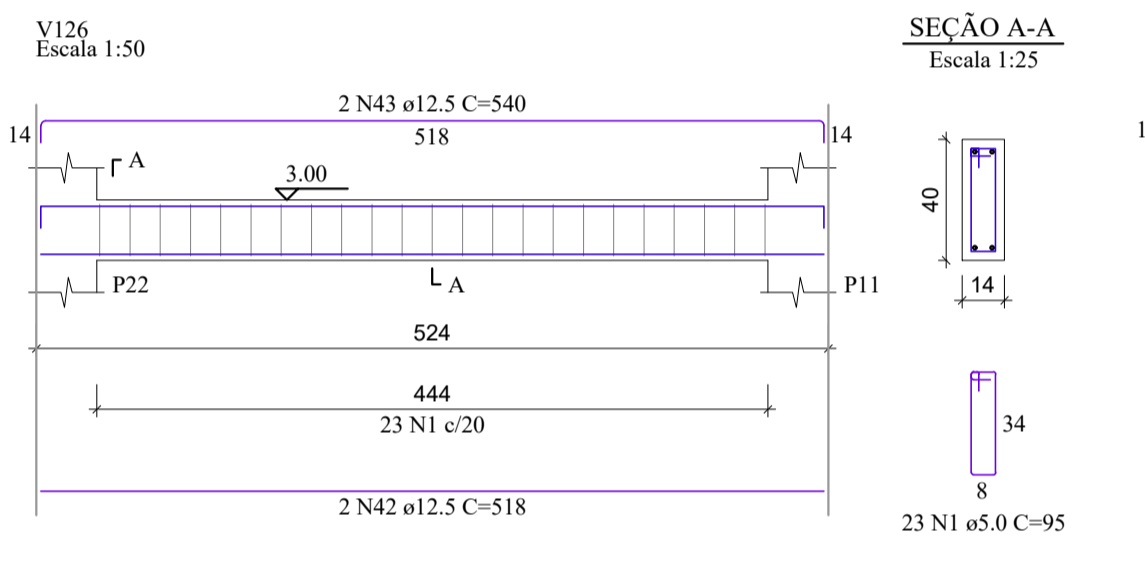 V126
Escala 1:50
SEÇÃO A-A
Escala 1:25
2 N43 ø12.5 C=540
14
518
14
1
A
3.00
40
P22
A
P11
14
524
444
23 N1 c/20
34
8
2 N42 ø12.5 C=518
23 N1 ø5.0 C=95